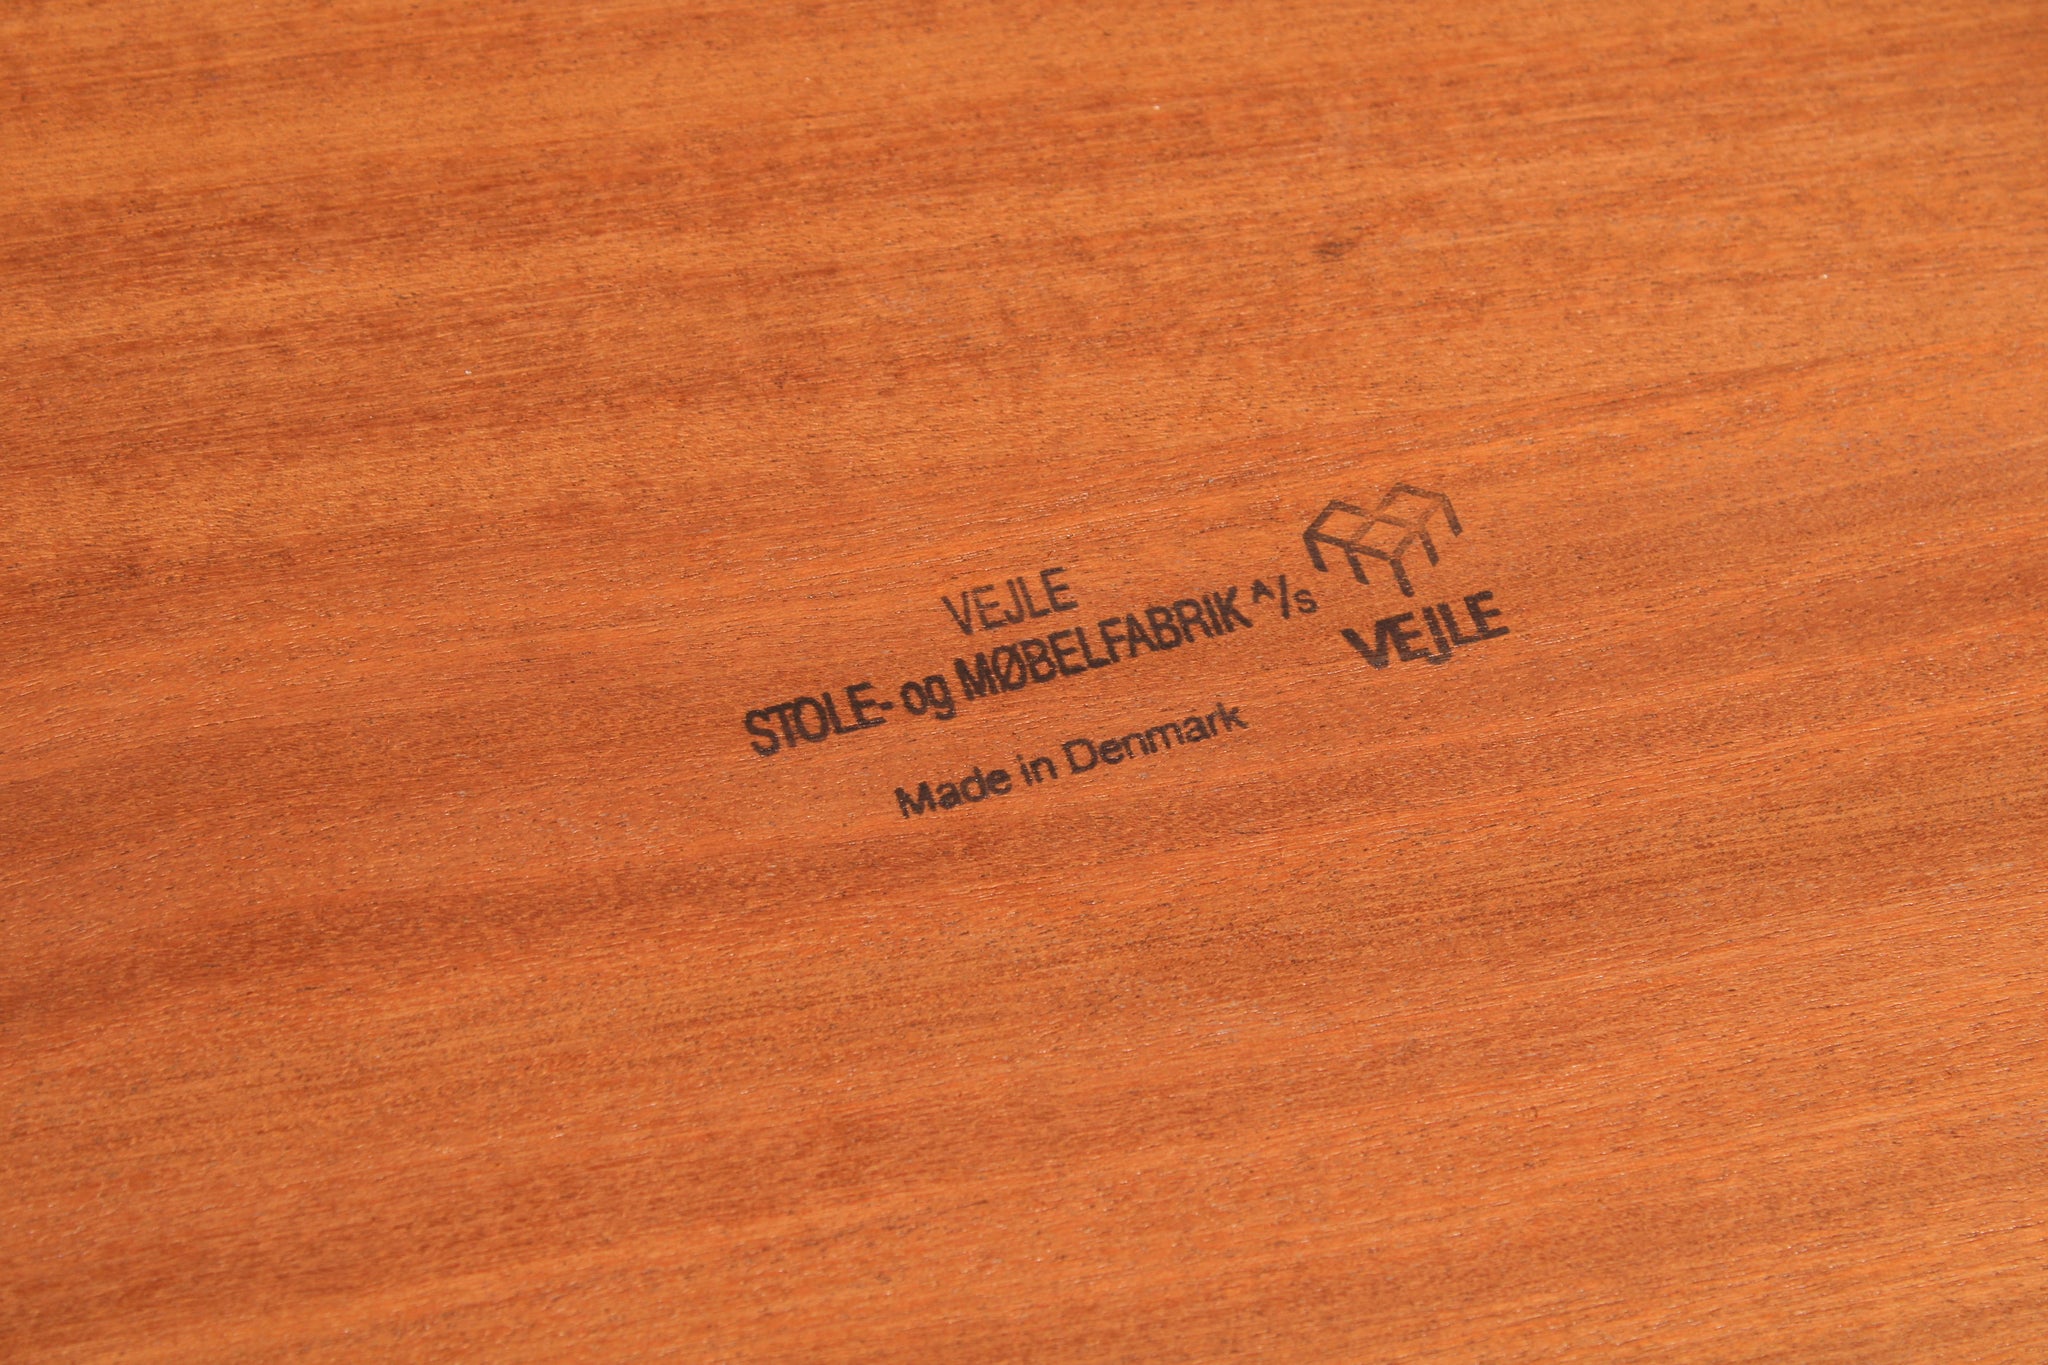 VEJLE
STOLE- og MØBELFABRIK A/S
Made in Denmark
VEJLE